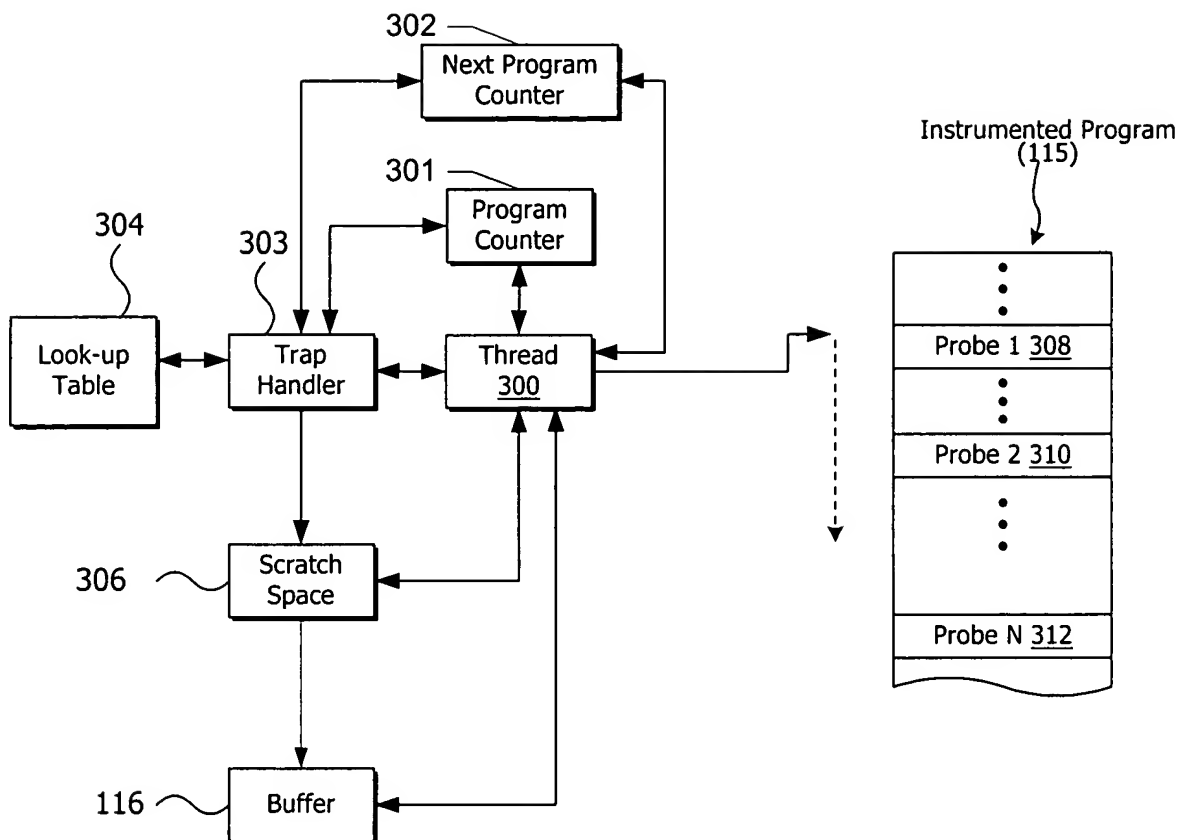 302
Next Program
Counter
Instrumented Program
(115)
301
Program
Counter
304
303
Look-up
Table
Trap
Handler
Thread
300
Probe 1 308
Probe 2 310
306
Scratch
Space
Probe N 312
116
Buffer